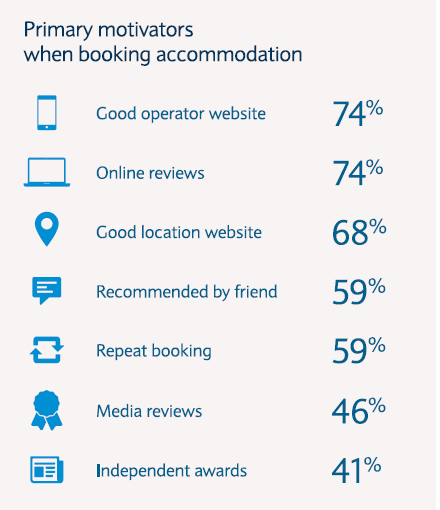 Primary motivators
when booking accommodation
Good operator website 74%
Online reviews 74%
Good location website 68%
Recommended by friend 59%
Repeat booking 59%
Media reviews 46%
Independent awards 41%